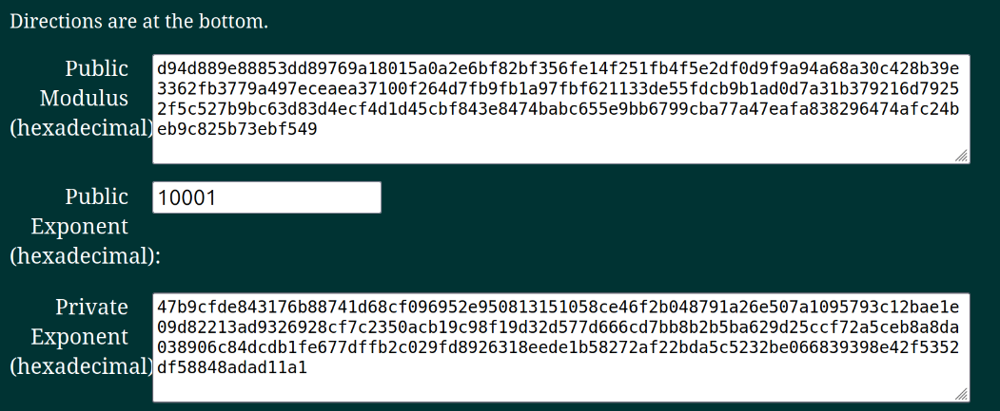 Directions are at the bottom.
Public
Modulus
(hexadecimal)
d94d889e88853dd89769a18015a0a2e6bf82bf356fe14f251fb4f5e2df0d9f9a94a68a30c428b39e
3362fb3779a497eceaea37100f264d7fb9fb1a97fbf621133de55fdcb9b1ad0d7a31b379216d79252
2f5c527b9bc63d83d4ecf4d1d45cbf843e8474babc655e9bb6799cba77a47eafa838296474afc24b
eb9c825b73ebf549
Public
Exponent
(hexadecimal):
10001
Private
Exponent
(hexadecimal)
47b9cfde843176b88741d68cf096952e950813151058ce46f2b048791a26e507a1095793c12bae1e
09d82213ad9326928cf7c2350acb19c98f19d32d577d666cd7bb8b2b5ba629d25ccf72a5ceb8a8da
038906c84dcdb1fe677dffb2c029fd8926318eede1b58272af22bda5c5232be066839398e42f5352
df58848adad11a1